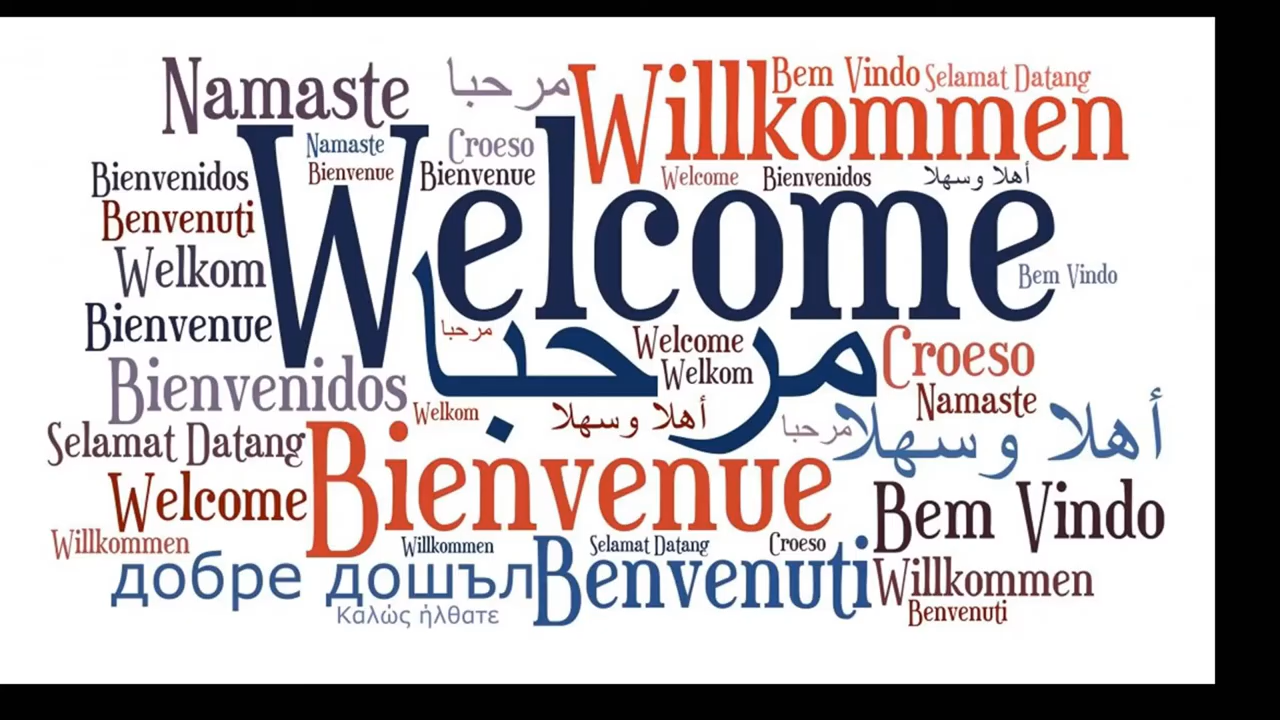 Namaste
مرحبا
Willkommen
Bem Vindo
Selamat Datang
Welcome
Namaste
Croeso
Bienvenue
Bienvenue
Welcome
Bienvenidos
أهلا وسهلا
Bienvenidos
Benvenuti
Welkom
Bem Vindo
Bienvenue
مرحبا
مرحبا
Welcome
Welkom
Croeso
Namaste
Bienvenidos
Welkom
أهلا وسهلا
مرحبا
أهلا وسهلا
Selamat Datang
Bienvenue
Welcome
Bem Vindo
Willkommen
Willkommen
Selamat Datang
Croeso
добре дошъл
Benvenuti
Willkommen
Καλώς ήλθατε
Benvenuti